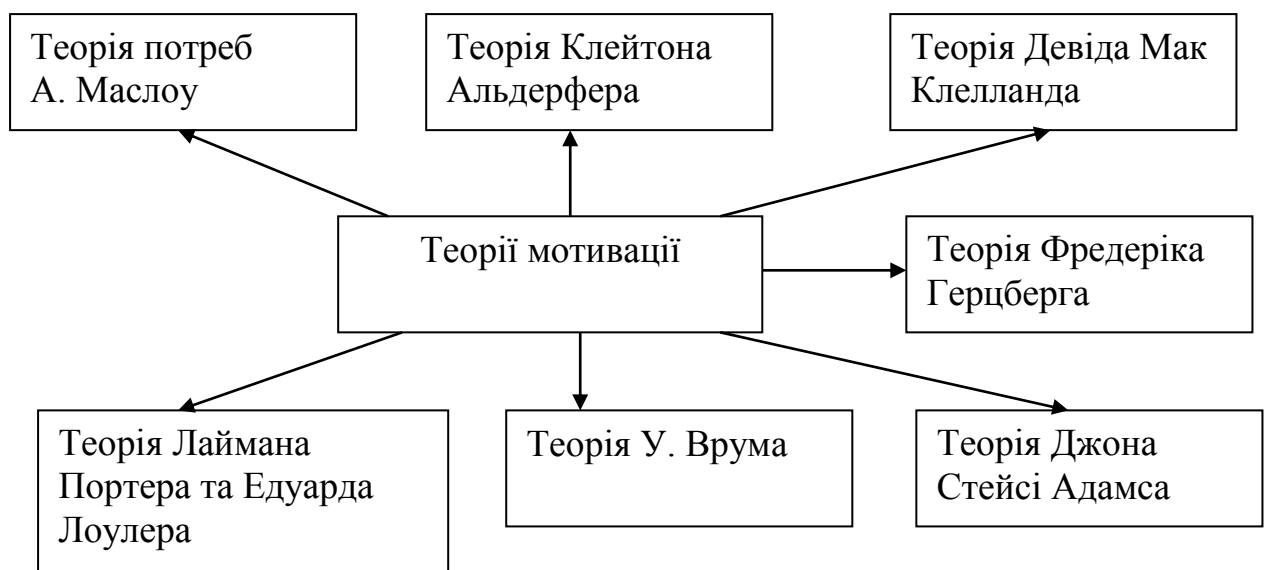 Теорія потреб
А. Маслоу
Теорія Клейтона
Альдерфера
Теорія Девіда Мак
Клелланда
Теорії мотивації
Теорія Фредеріка
Герцберга
Теорія Лаймана
Портера та Едуарда
Лоулера
Теорія У. Врума
Теорія Джона
Стейсі Адамса